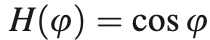 H(φ) = cos φ